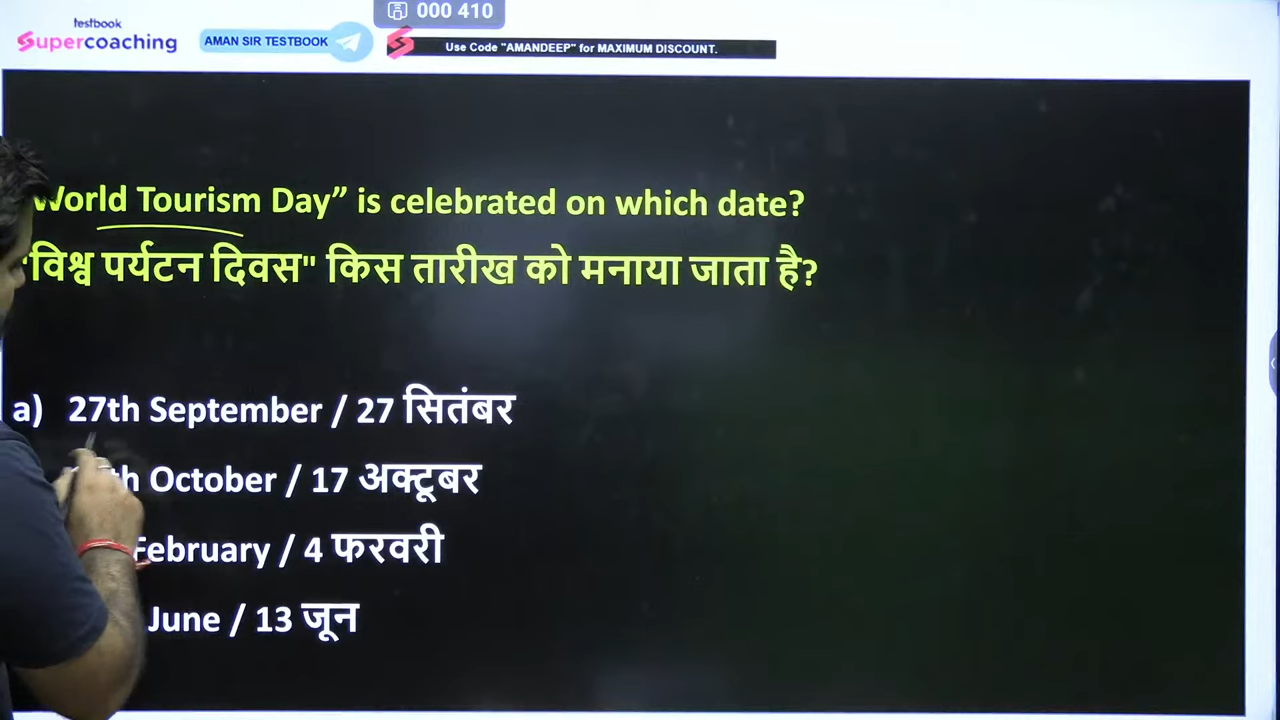 000 410
testbook
Supercoaching
AMAN SIR TESTBOOK
Use Code "AMANDEEP" for MAXIMUM DISCOUNT.
World Tourism Day” is celebrated on which date?
"विश्व पर्यटन दिवस" किस तारीख को मनाया जाता है?
a) 27th September / 27 सितंबर
October / 17 अक्टूबर
February / 4 फरवरी
June / 13 जून